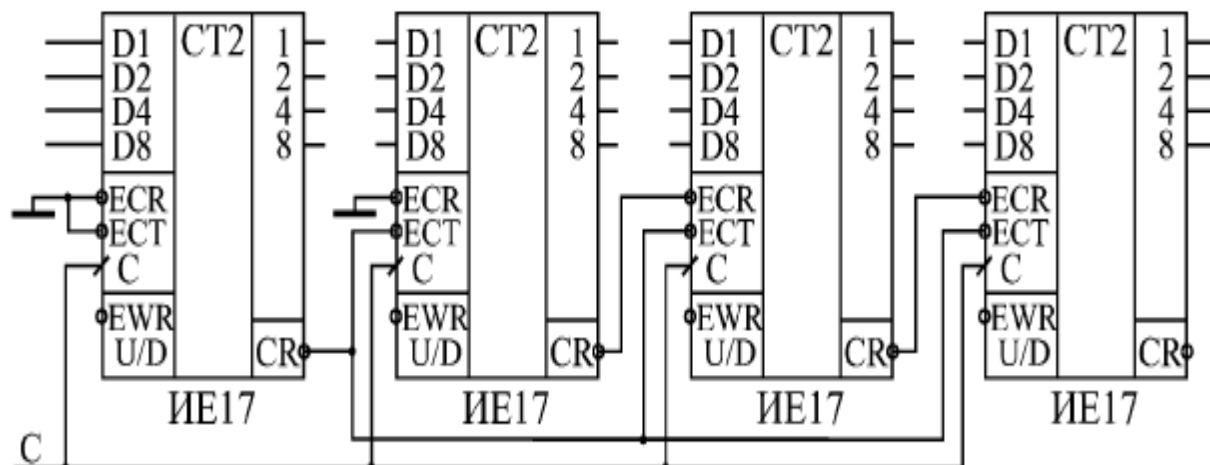 D1 CT2 1 D1 CT2 1 D1 CT2 1 D1 CT2 1
D2 2 D2 2 D2 2 D2 2
D4 4 D4 4 D4 4 D4 4
D8 8 D8 8 D8 8 D8 8
ECR ECR ECR ECR
ECT ECT ECT ECT
C C C C
EWR EWR EWR EWR
U/D CR U/D CR U/D CR U/D CR
ИЕ17 ИЕ17 ИЕ17 ИЕ17
C